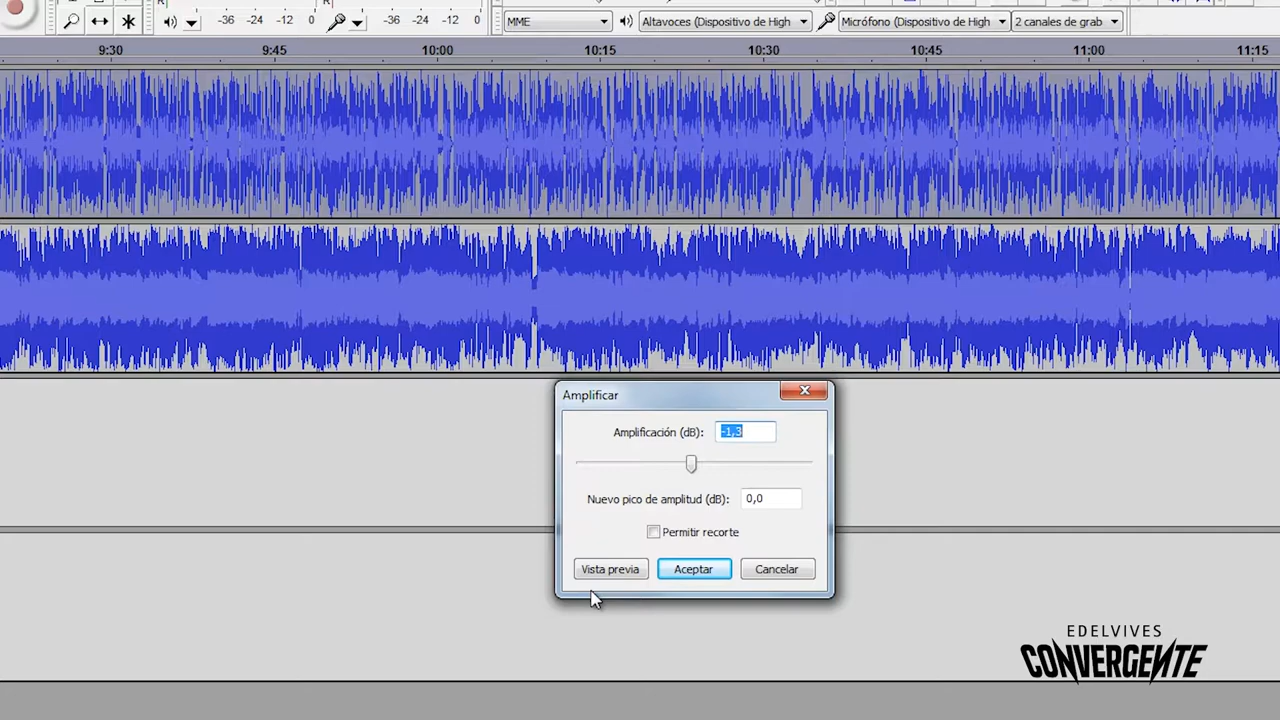 R
R
-36 -24 -12 0
-36 -24 -12 0
MME
Altavoces (Dispositivo de High
Micrófono (Dispositivo de High
2 canales de grab
9:30 9:45 10:00 10:15 10:30 10:45 11:00 11:15
Amplificar
Amplificación (dB): -1,3
Nuevo pico de amplitud (dB): 0,0
Permitir recorte
Vista previa Aceptar Cancelar
EDELVIVES
CONVERGENTE